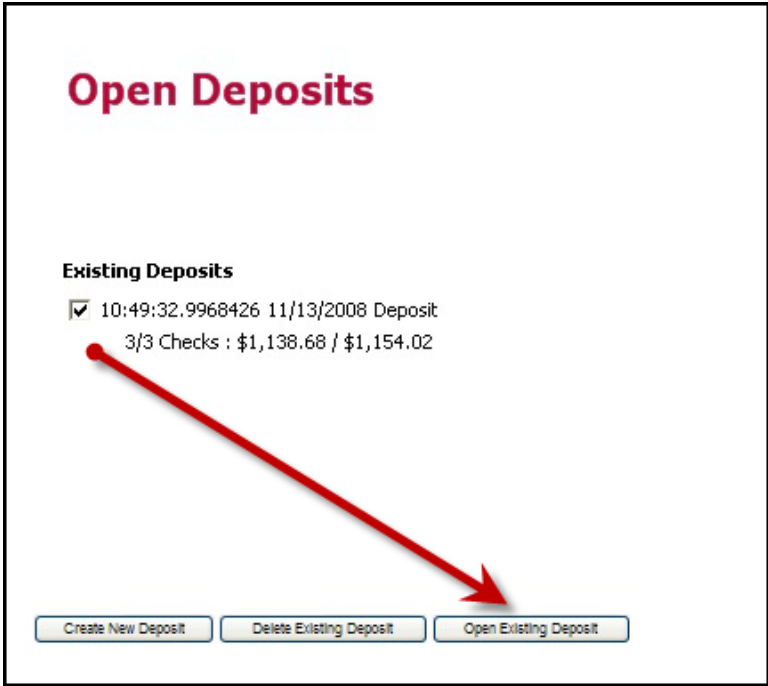 Open Deposits
Existing Deposits
10:49:32.9968426 11/13/2008 Deposit
3/3 Checks : $1,138.68 / $1,154.02
Create New Deposit Delete Existing Deposit Open Existing Deposit